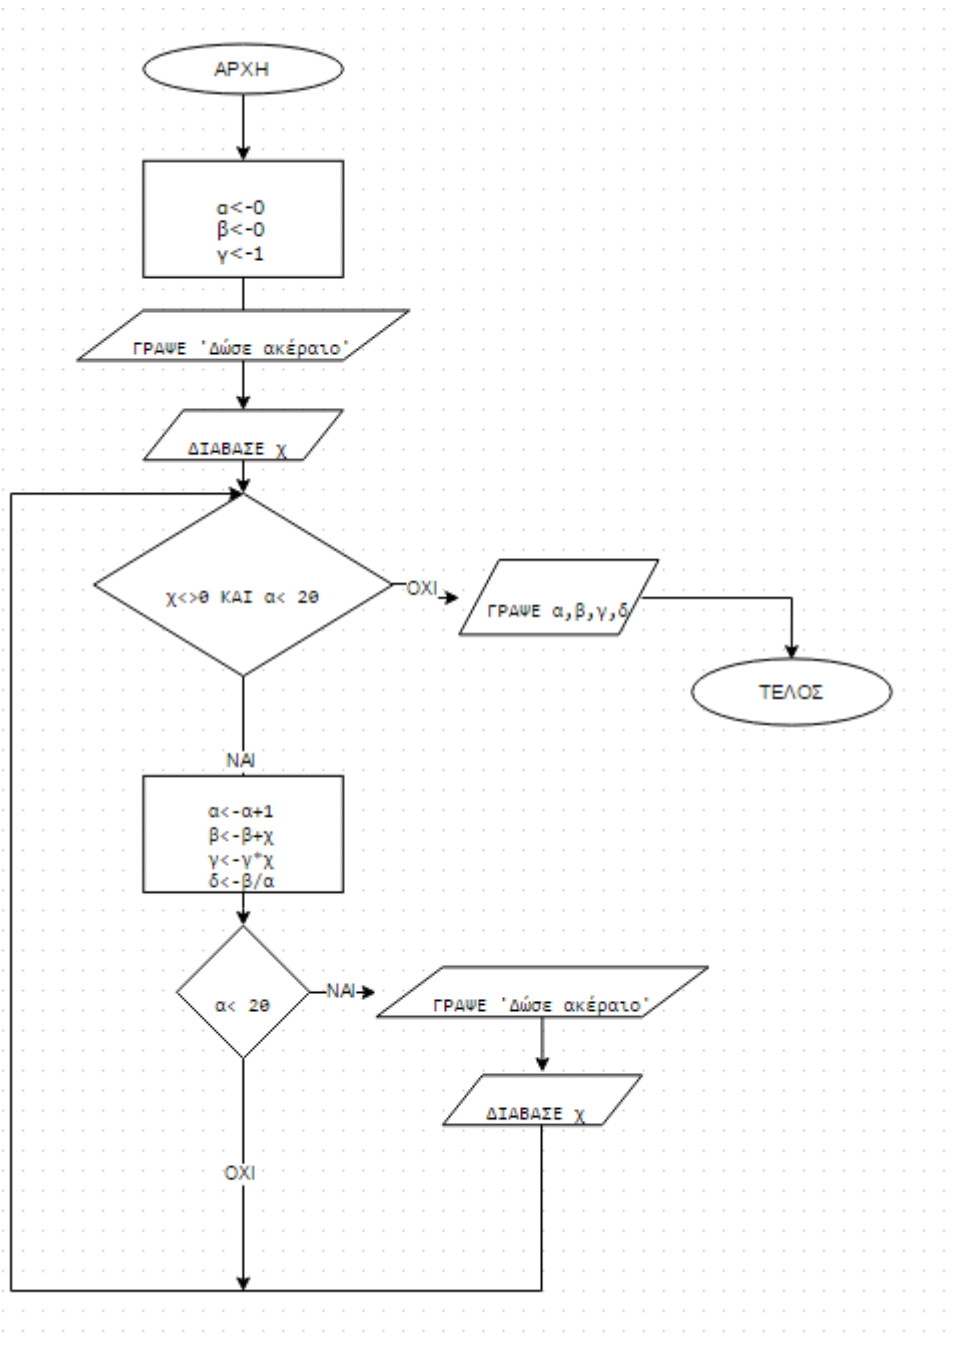 ΑΡΧΗ
α<-0
β<-0
γ<-1
ΓΡΑΨΕ 'Δώσε ακέραιο'
ΔΙΑΒΑΣΕ χ
χ<>0 ΚΑΙ α< 20
ΟΧΙ
ΓΡΑΨΕ α,β,γ,δ
ΤΕΛΟΣ
ΝΑΙ
α<-α+1
β<-β+χ
γ<-γ*χ
δ<-β/α
α< 20
ΝΑΙ
ΓΡΑΨΕ 'Δώσε ακέραιο'
ΔΙΑΒΑΣΕ χ
ΟΧΙ